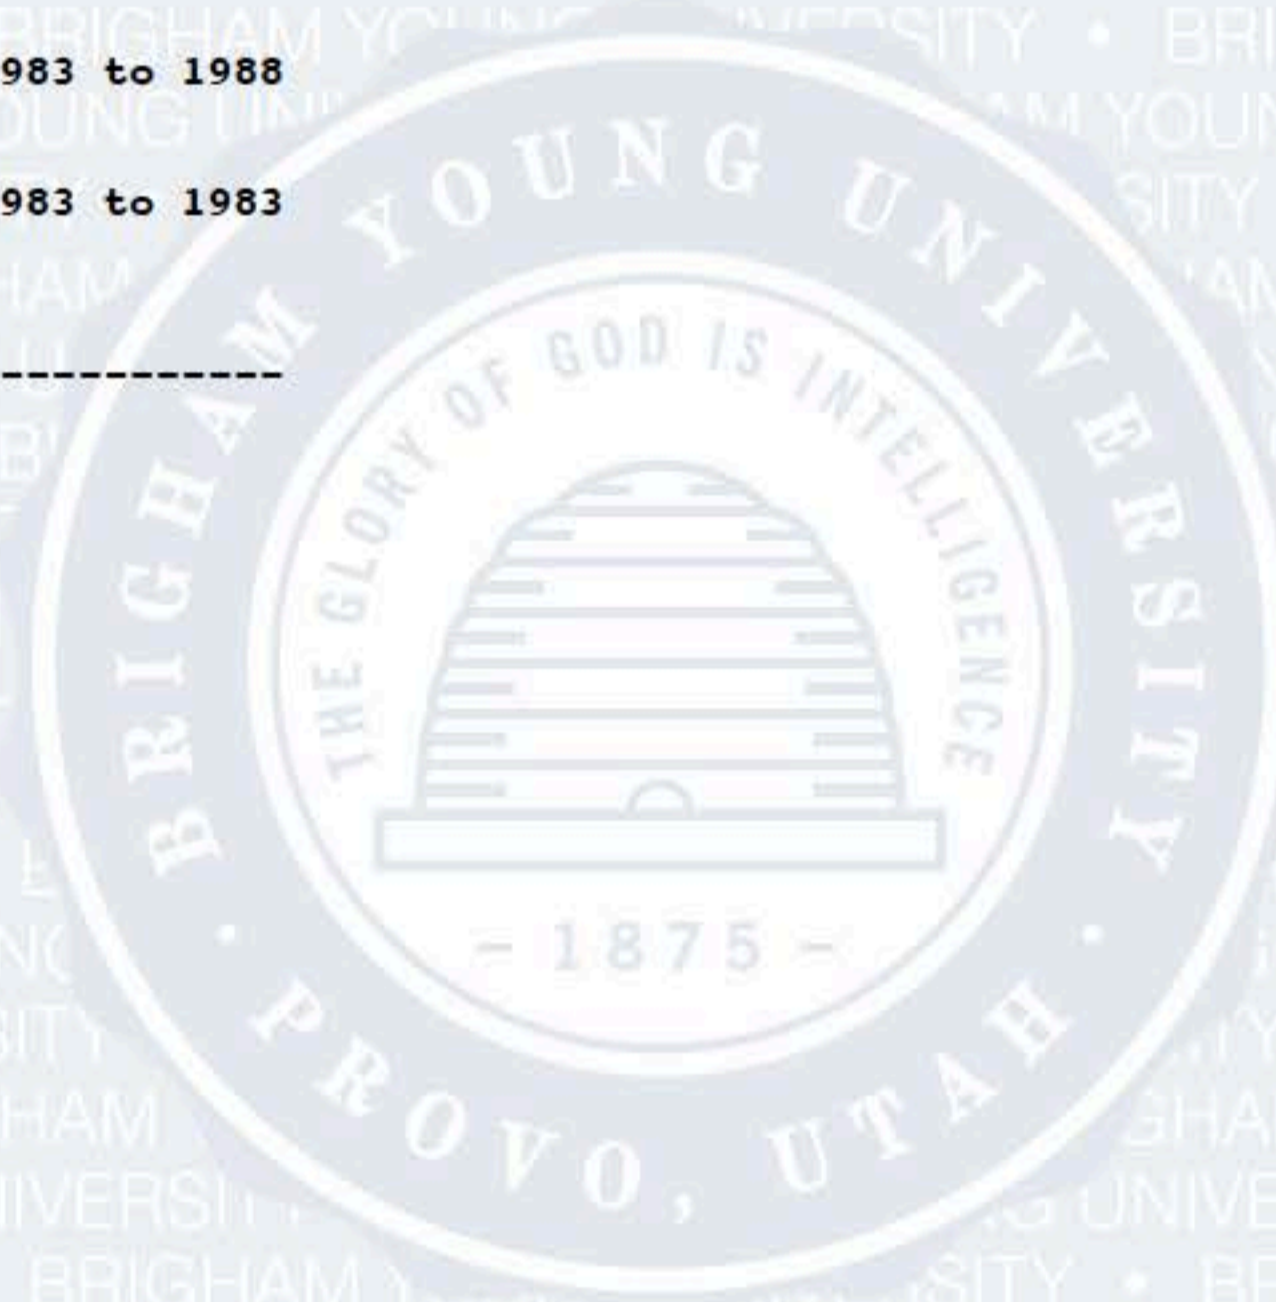 983 to 1988
983 to 1983
-----------
BRIGHAM YOUNG UNIVERSITY
THE GLORY OF GOD IS INTELLIGENCE
- 1875 -
• PROVO, UTAH •